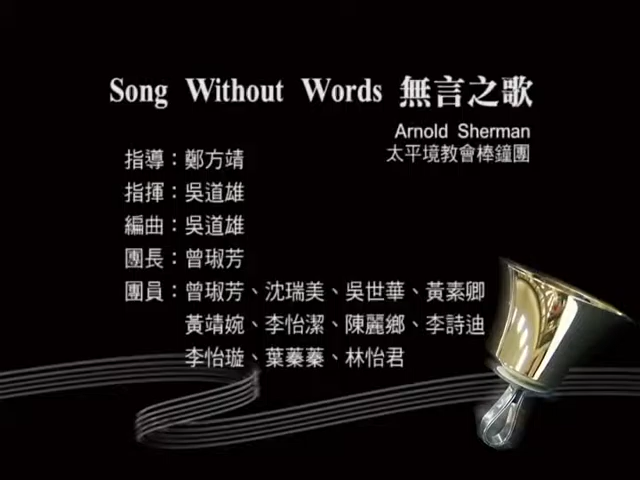 Song Without Words 無言之歌
Arnold Sherman
太平境教會棒鐘團
指導：鄭方靖
指揮：吳道雄
編曲：吳道雄
團長：曾琡芳
團員：曾琡芳、沈瑞美、吳世華、黃素卿
黃靖婉、李怡潔、陳麗鄉、李詩迪
李怡璇、葉蓁蓁、林怡君